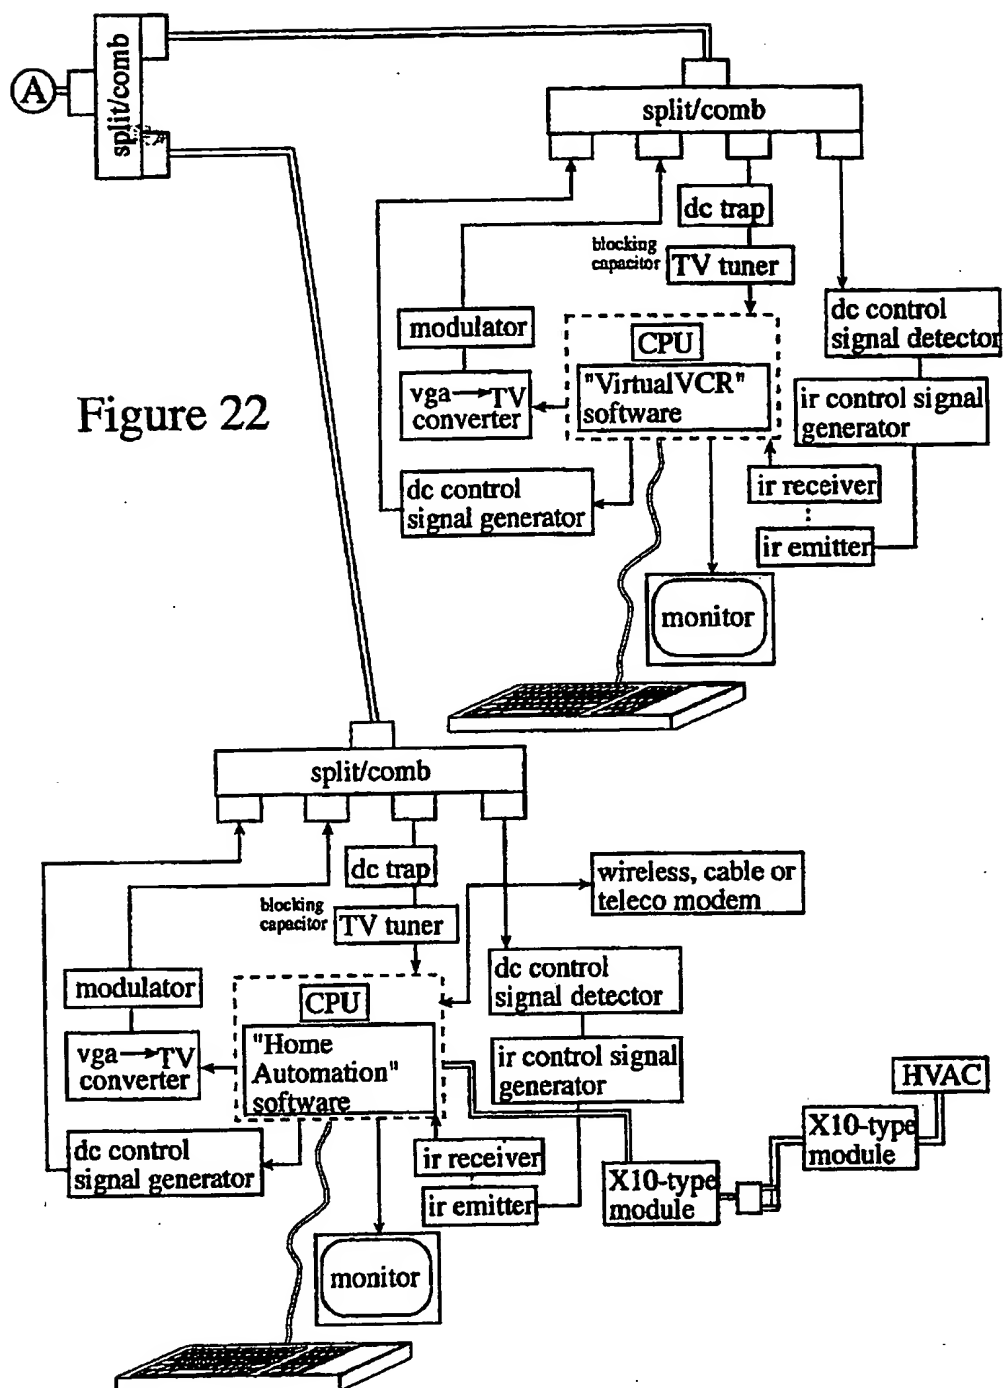 A
split/comb
split/comb
dc trap
blocking
capacitor
TV tuner
dc control
signal detector
modulator
CPU
"VirtualVCR"
software
vga → TV
converter
ir control signal
generator
Figure 22
dc control
signal generator
ir receiver
ir emitter
monitor
split/comb
dc trap
wireless, cable or
teleco modem
blocking
capacitor
TV tuner
dc control
signal detector
modulator
CPU
"Home
Automation"
software
vga → TV
converter
ir control signal
generator
HVAC
X10-type
module
dc control
signal generator
ir receiver
X10-type
module
ir emitter
monitor